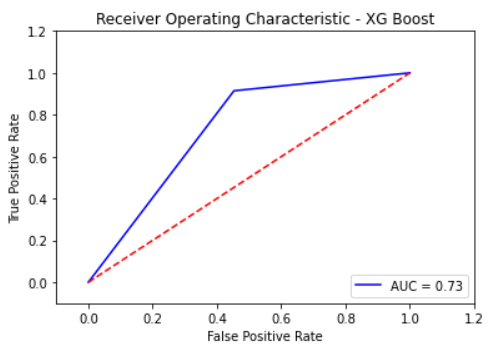 Receiver Operating Characteristic - XG Boost
1.2
1.0
0.8
0.6
0.4
0.2
0.0
True Positive Rate
AUC = 0.73
0.0 0.2 0.4 0.6 0.8 1.0 1.2
False Positive Rate